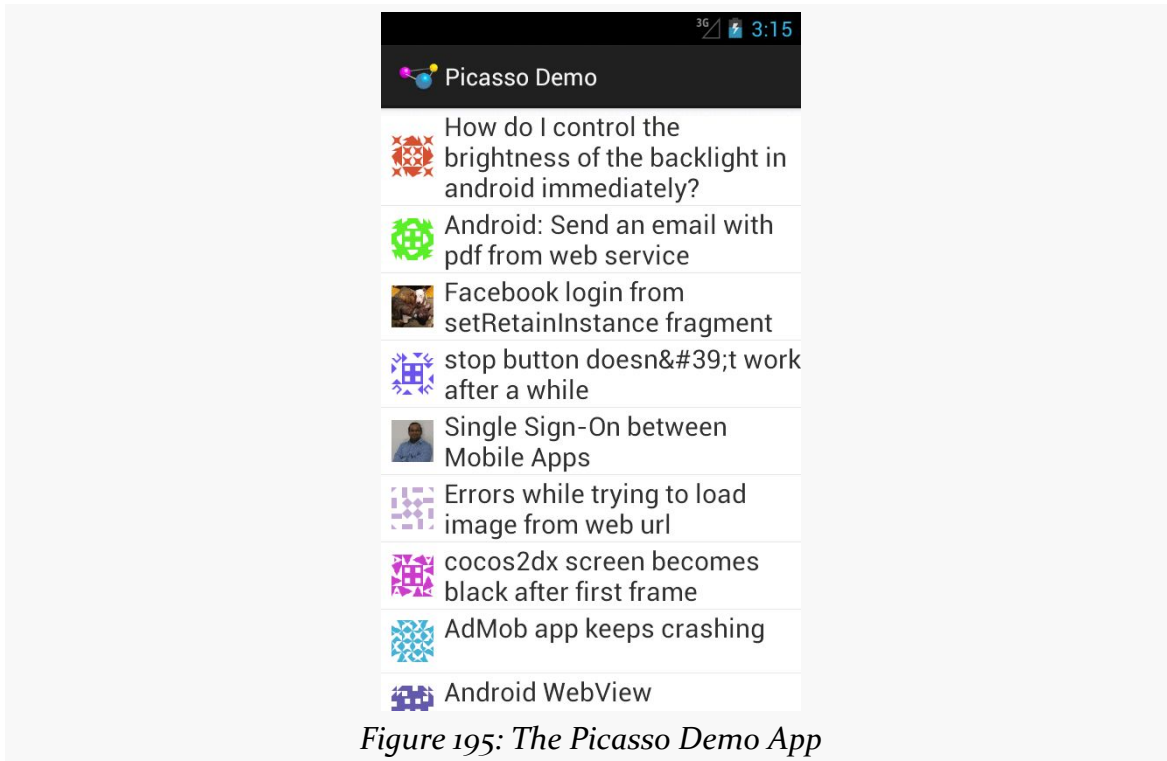 3G 3:15
Picasso Demo
How do I control the
brightness of the backlight in
android immediately?
Android: Send an email with
pdf from web service
Facebook login from
setRetainInstance fragment
stop button doesn&#39;t work
after a while
Single Sign-On between
Mobile Apps
Errors while trying to load
image from web url
cocos2dx screen becomes
black after first frame
AdMob app keeps crashing
Android WebView
Figure 195: The Picasso Demo App